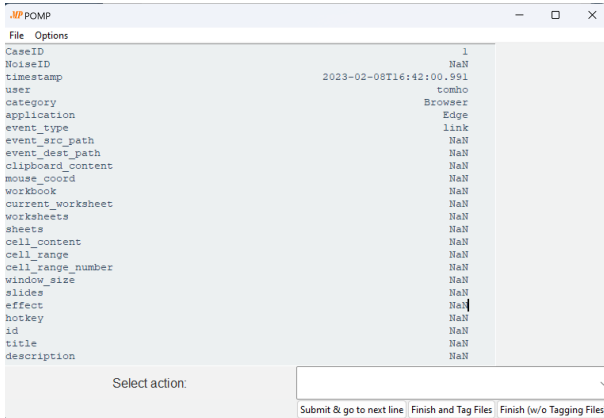 MP POMP
File Options
CaseID 1
NoiseID NaN
timestamp 2023-02-08T16:42:00.991
user tomho
category Browser
application Edge
event_type link
event_src_path NaN
event_dest_path NaN
clipboard_content NaN
mouse_coord NaN
workbook NaN
current_worksheet NaN
worksheets NaN
sheets NaN
cell_content NaN
cell_range NaN
cell_range_number NaN
window_size NaN
slides NaN
effect NaN
hotkey NaN
id NaN
title NaN
description NaN
Select action:
Submit & go to next line Finish and Tag Files Finish (w/o Tagging Files